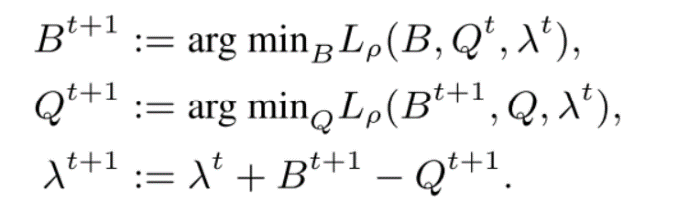 B^{t+1} := arg min_B L_ρ(B, Q^t, λ^t),
Q^{t+1} := arg min_Q L_ρ(B^{t+1}, Q, λ^t),
λ^{t+1} := λ^t + B^{t+1} − Q^{t+1}.